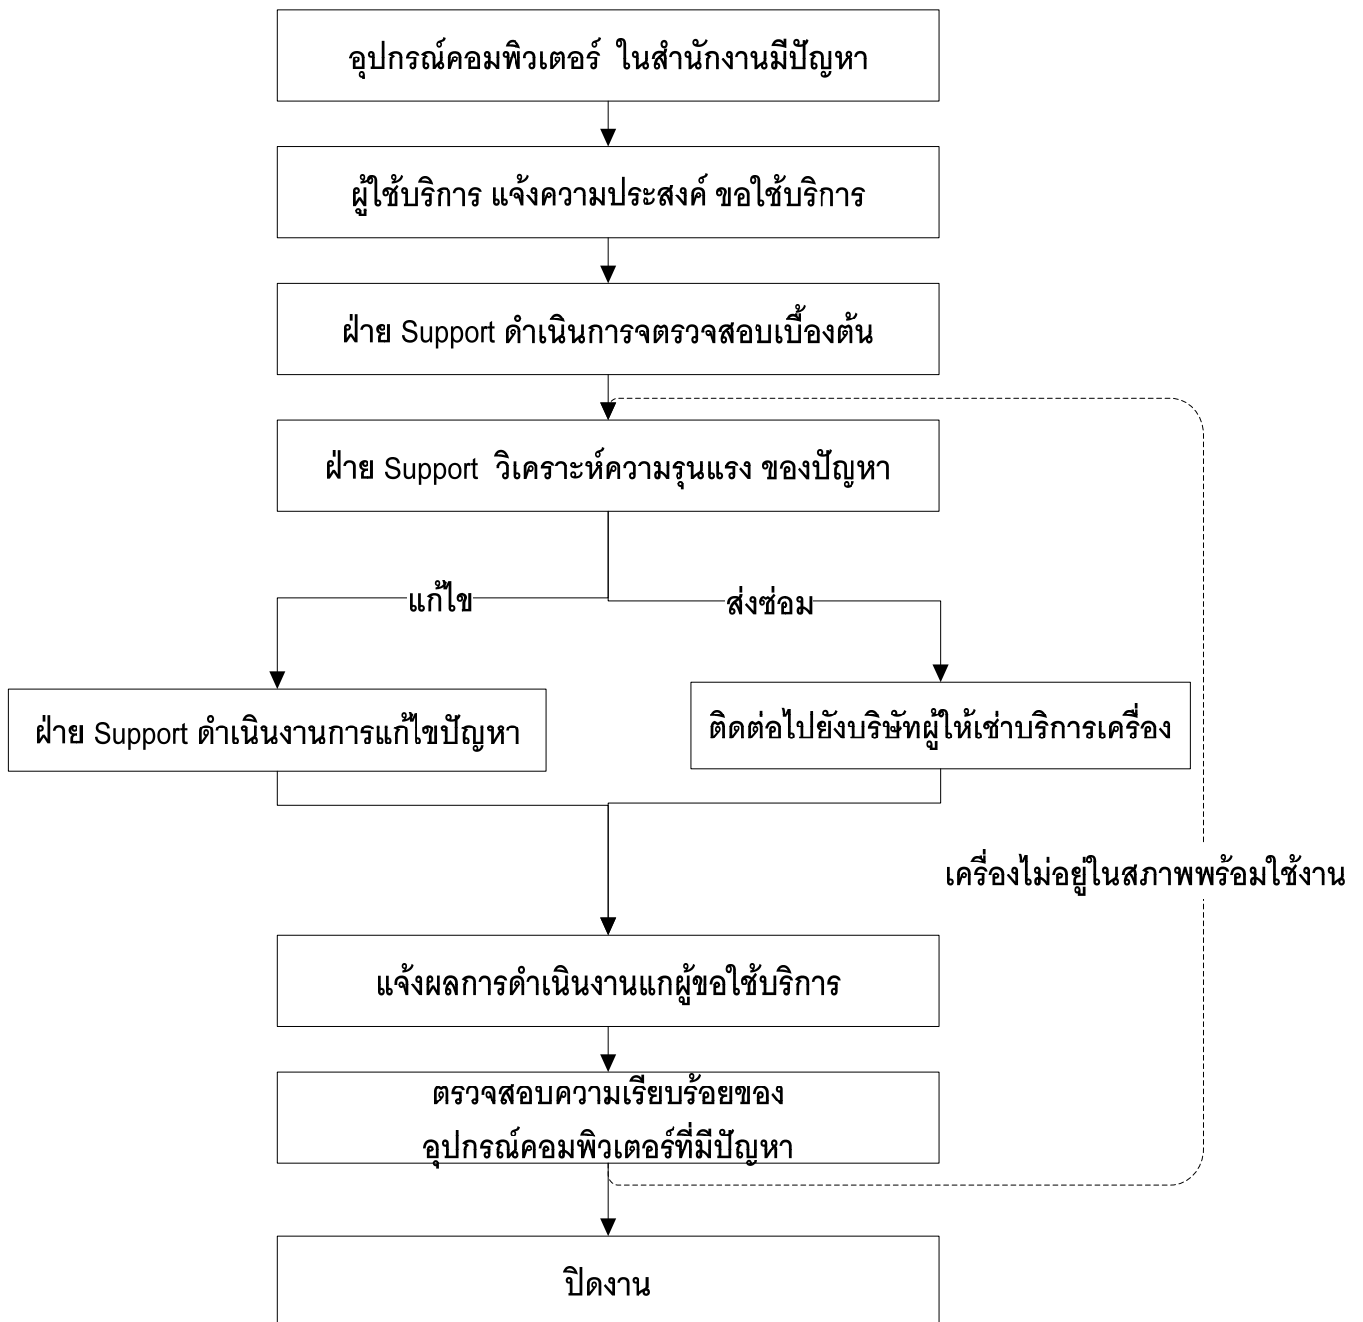 อุปกรณ์คอมพิวเตอร์ ในสำนักงานมีปัญหา
ผู้ใช้บริการ แจ้งความประสงค์ ขอใช้บริการ
ฝ่าย Support ดำเนินการจตรวจสอบเบื้องต้น
ฝ่าย Support วิเคราะห์ความรุนแรง ของปัญหา
แก้ไข
ส่งซ่อม
ฝ่าย Support ดำเนินงานการแก้ไขปัญหา
ติดต่อไปยังบริษัทผู้ให้เช่าบริการเครื่อง
เครื่องไม่อยู่ในสภาพพร้อมใช้งาน
แจ้งผลการดำเนินงานแกผู้ขอใช้บริการ
ตรวจสอบความเรียบร้อยของ
อุปกรณ์คอมพิวเตอร์ที่มีปัญหา
ปิดงาน